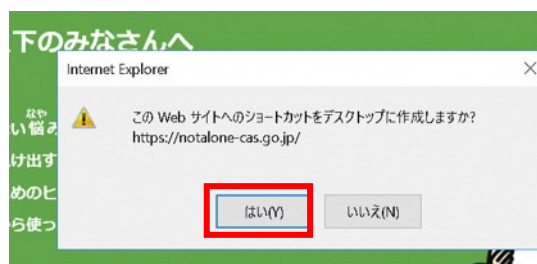 下のみなさんへ
Internet Explorer
なや
い悩み
この Web サイトへのショートカットをデスクトップに作成しますか?
https://notalone-cas.go.jp/
け出す
めのヒ
ら使っ
はい(Y)
いいえ(N)